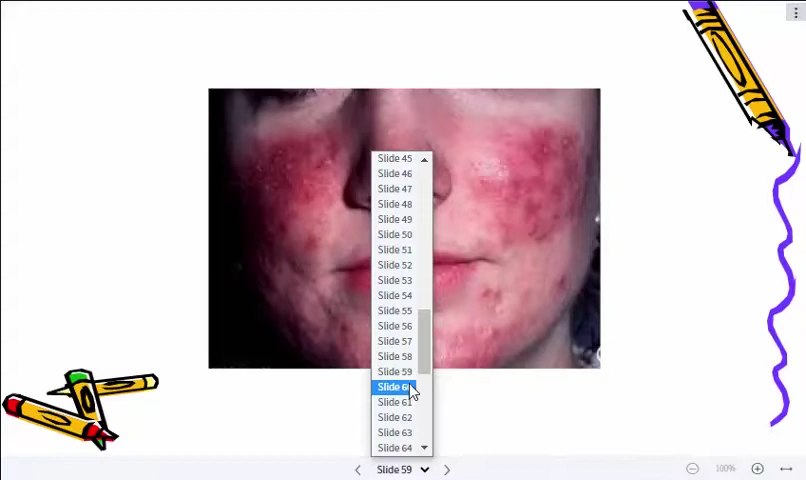 Slide 45
Slide 46
Slide 47
Slide 48
Slide 49
Slide 50
Slide 51
Slide 52
Slide 53
Slide 54
Slide 55
Slide 56
Slide 57
Slide 58
Slide 59
Slide 60
Slide 61
Slide 62
Slide 63
Slide 64
Slide 59
100%